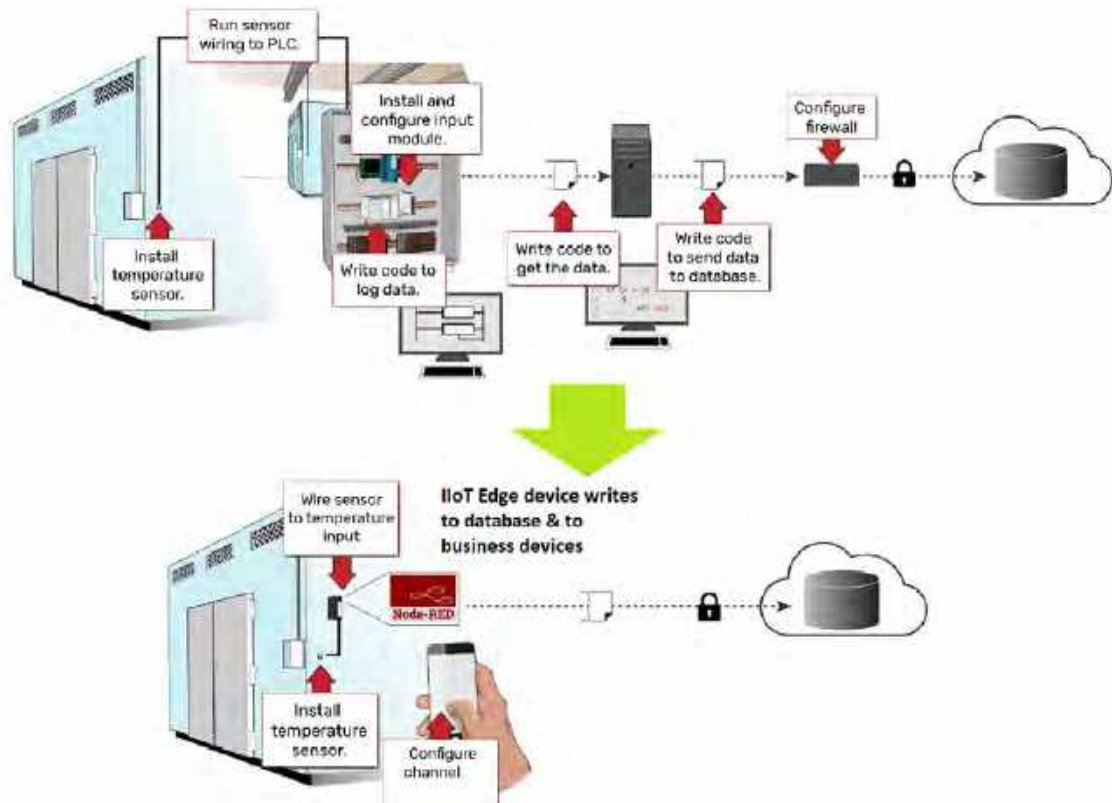 Run sensor
wiring to PLC.
Install and
configure input
module.
Configure
firewall
Install
temperature
sensor.
Write code to
log data.
Write code to
get the data.
Write code
to send data
to database.
Wire sensor
to temperature
input
IIoT Edge device writes
to database & to
business devices
Node-RED
Install
temperature
sensor.
Configure
channel